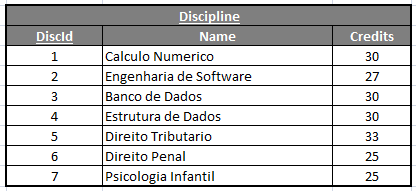 Discipline
DiscId Name Credits
1 Calculo Numerico 30
2 Engenharia de Software 27
3 Banco de Dados 30
4 Estrutura de Dados 30
5 Direito Tributario 33
6 Direito Penal 25
7 Psicologia Infantil 25